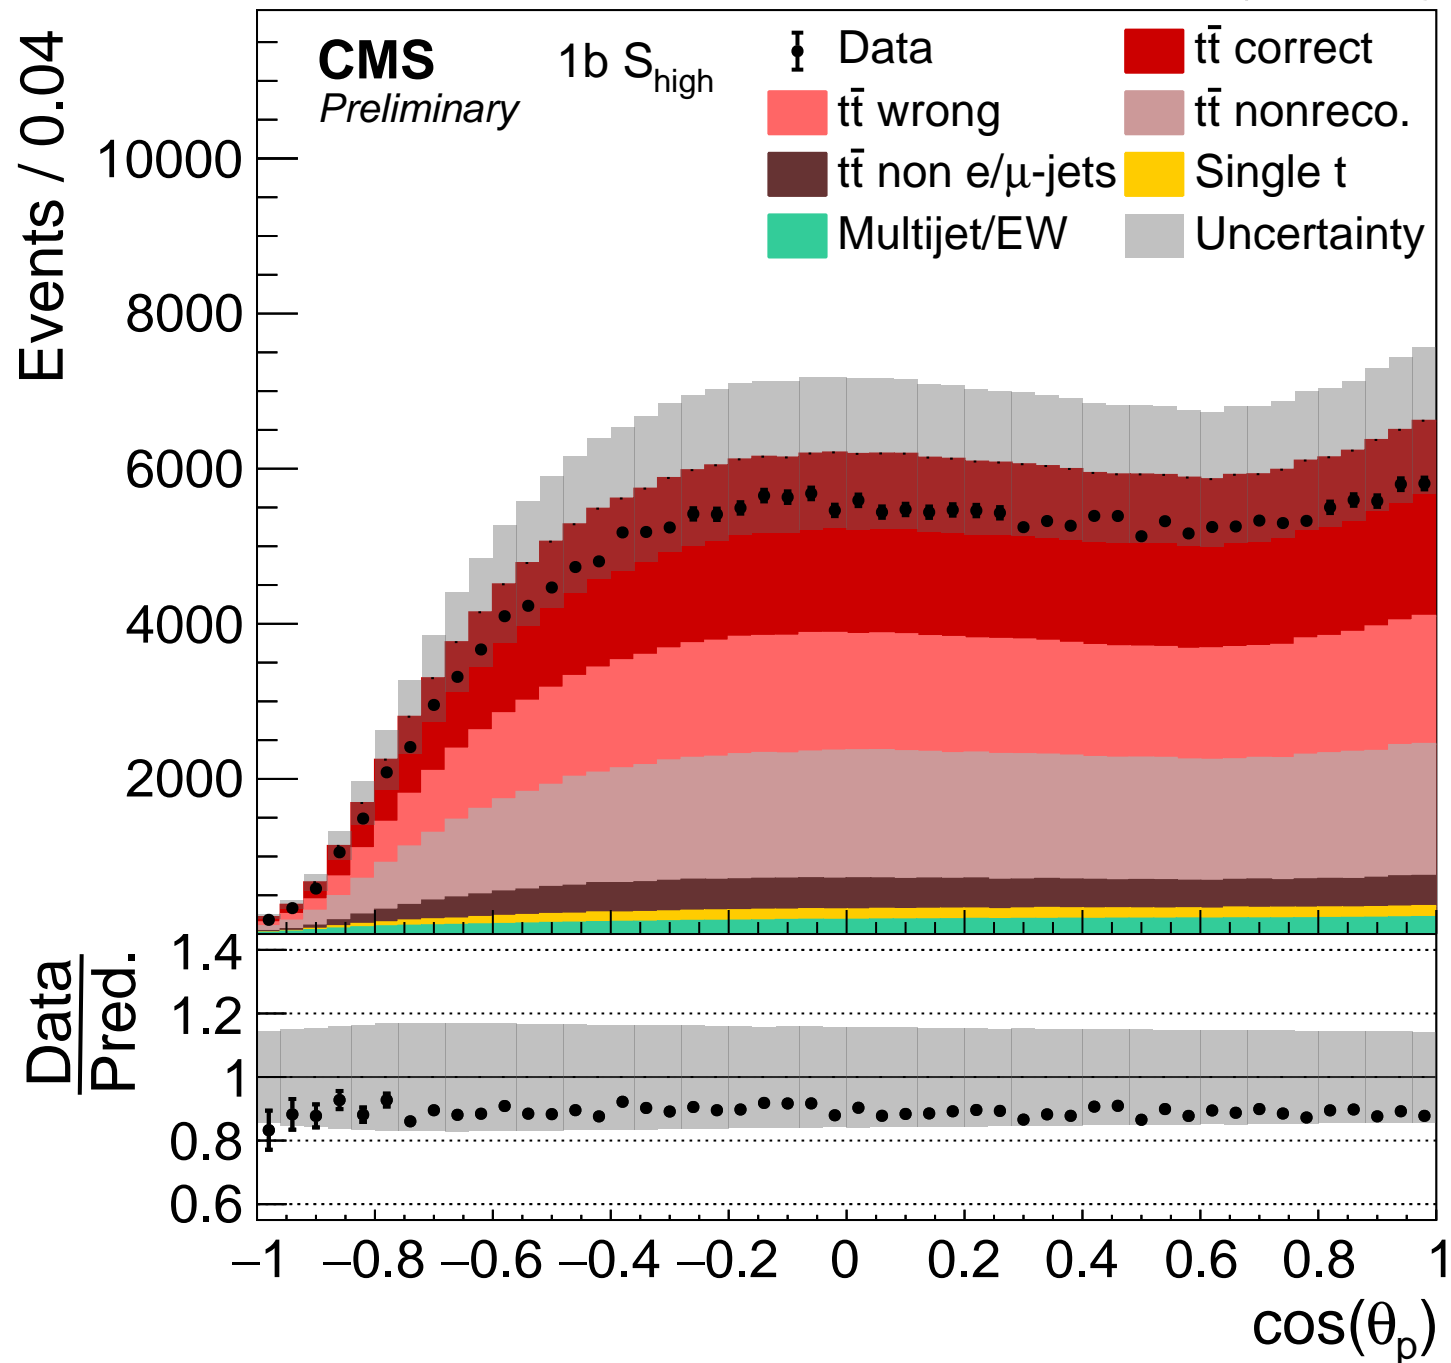 CMS
Preliminary
1b S_high
Data
tt̄ correct
tt̄ wrong
tt̄ nonreco.
tt̄ non e/μ-jets
Single t
Multijet/EW
Uncertainty
Events / 0.04
10000
8000
6000
4000
2000
Data
Pred.
1.4
1.2
1
0.8
0.6
–1 –0.8 –0.6 –0.4 –0.2 0 0.2 0.4 0.6 0.8 1
cos(θ_p)